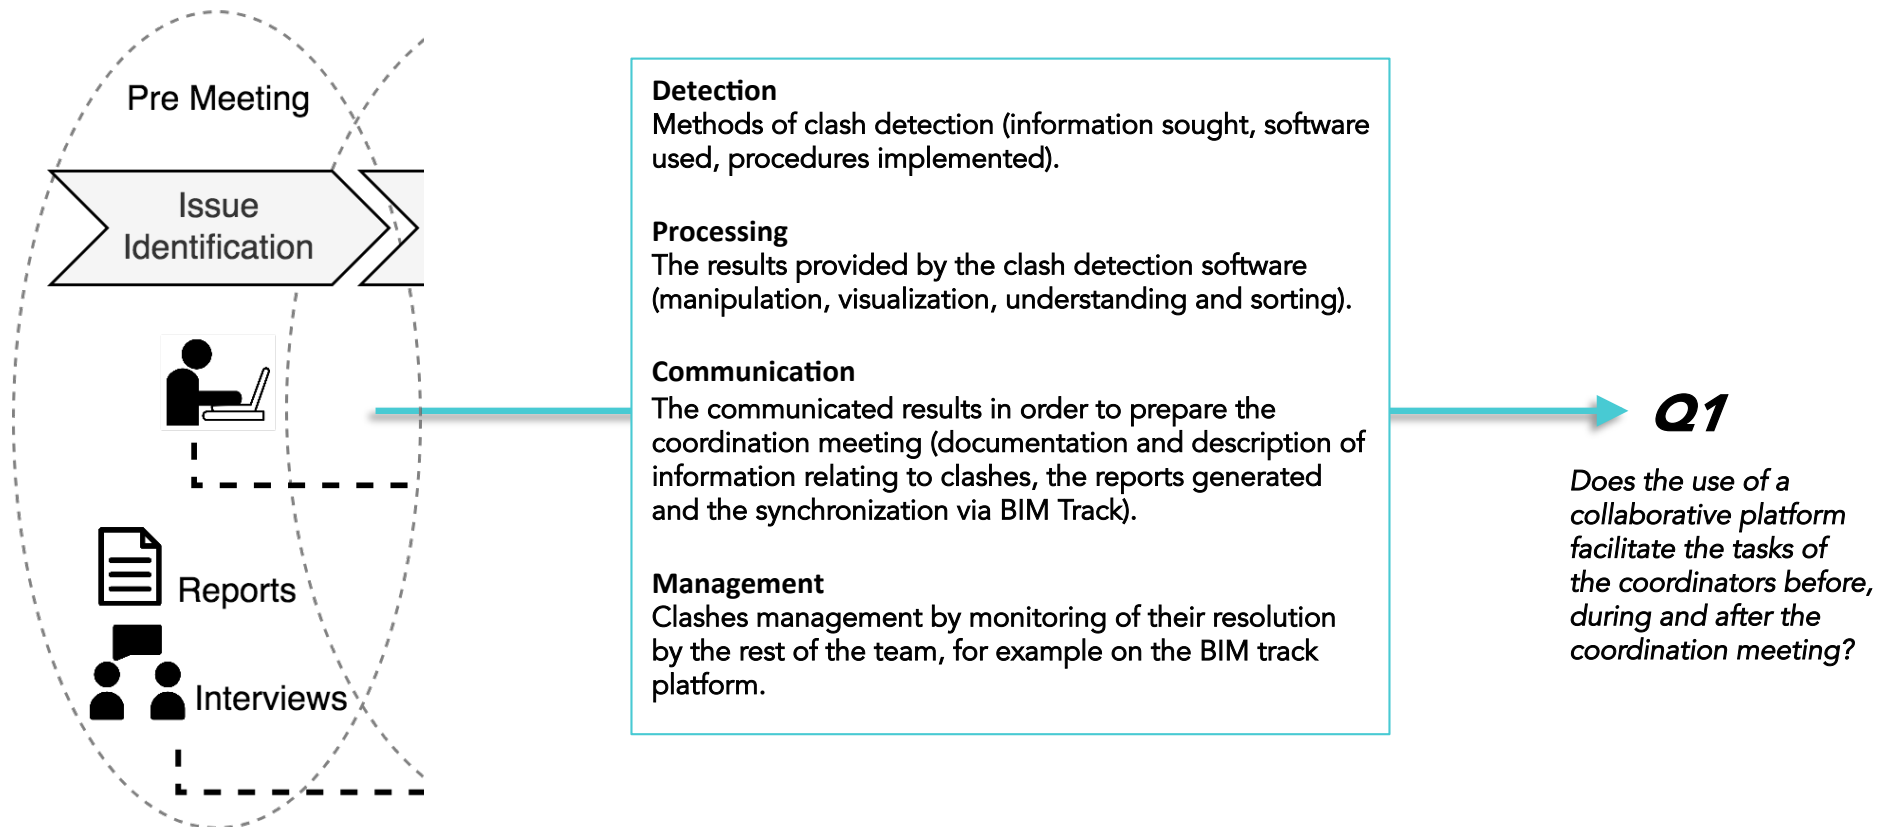 Pre Meeting
Issue
Identification
Reports
Interviews
Detection
Methods of clash detection (information sought, software
used, procedures implemented).
Processing
The results provided by the clash detection software
(manipulation, visualization, understanding and sorting).
Communication
The communicated results in order to prepare the
coordination meeting (documentation and description of
information relating to clashes, the reports generated
and the synchronization via BIM Track).
Management
Clashes management by monitoring of their resolution
by the rest of the team, for example on the BIM track
platform.
Q1
Does the use of a
collaborative platform
facilitate the tasks of
the coordinators before,
during and after the
coordination meeting?